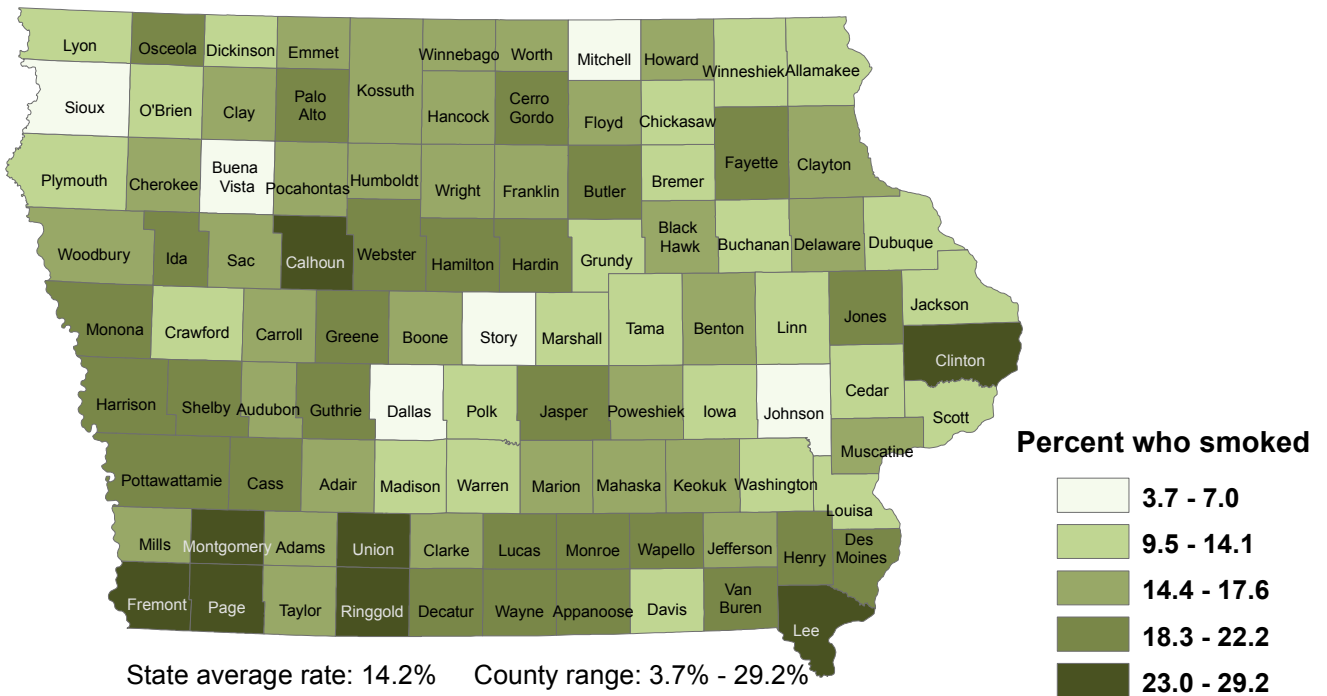 Lyon
Osceola
Dickinson
Emmet
Kossuth
Winnebago
Worth
Mitchell
Howard
Winneshiek
Allamakee
Sioux
O'Brien
Clay
Palo
Alto
Hancock
Cerro
Gordo
Floyd
Chickasaw
Plymouth
Cherokee
Buena
Vista
Pocahontas
Humboldt
Wright
Franklin
Butler
Bremer
Fayette
Clayton
Woodbury
Ida
Sac
Calhoun
Webster
Hamilton
Hardin
Grundy
Black
Hawk
Buchanan
Delaware
Dubuque
Monona
Crawford
Carroll
Greene
Boone
Story
Marshall
Tama
Benton
Linn
Jones
Jackson
Clinton
Harrison
Shelby
Audubon
Guthrie
Dallas
Polk
Jasper
Poweshiek
Iowa
Johnson
Cedar
Scott
Muscatine
Pottawattamie
Cass
Adair
Madison
Warren
Marion
Mahaska
Keokuk
Washington
Louisa
Mills
Montgomery
Adams
Union
Clarke
Lucas
Monroe
Wapello
Jefferson
Henry
Des
Moines
Fremont
Page
Taylor
Ringgold
Decatur
Wayne
Appanoose
Davis
Van
Buren
Lee
Percent who smoked
3.7 - 7.0
9.5 - 14.1
14.4 - 17.6
18.3 - 22.2
23.0 - 29.2
State average rate: 14.2% County range: 3.7% - 29.2%